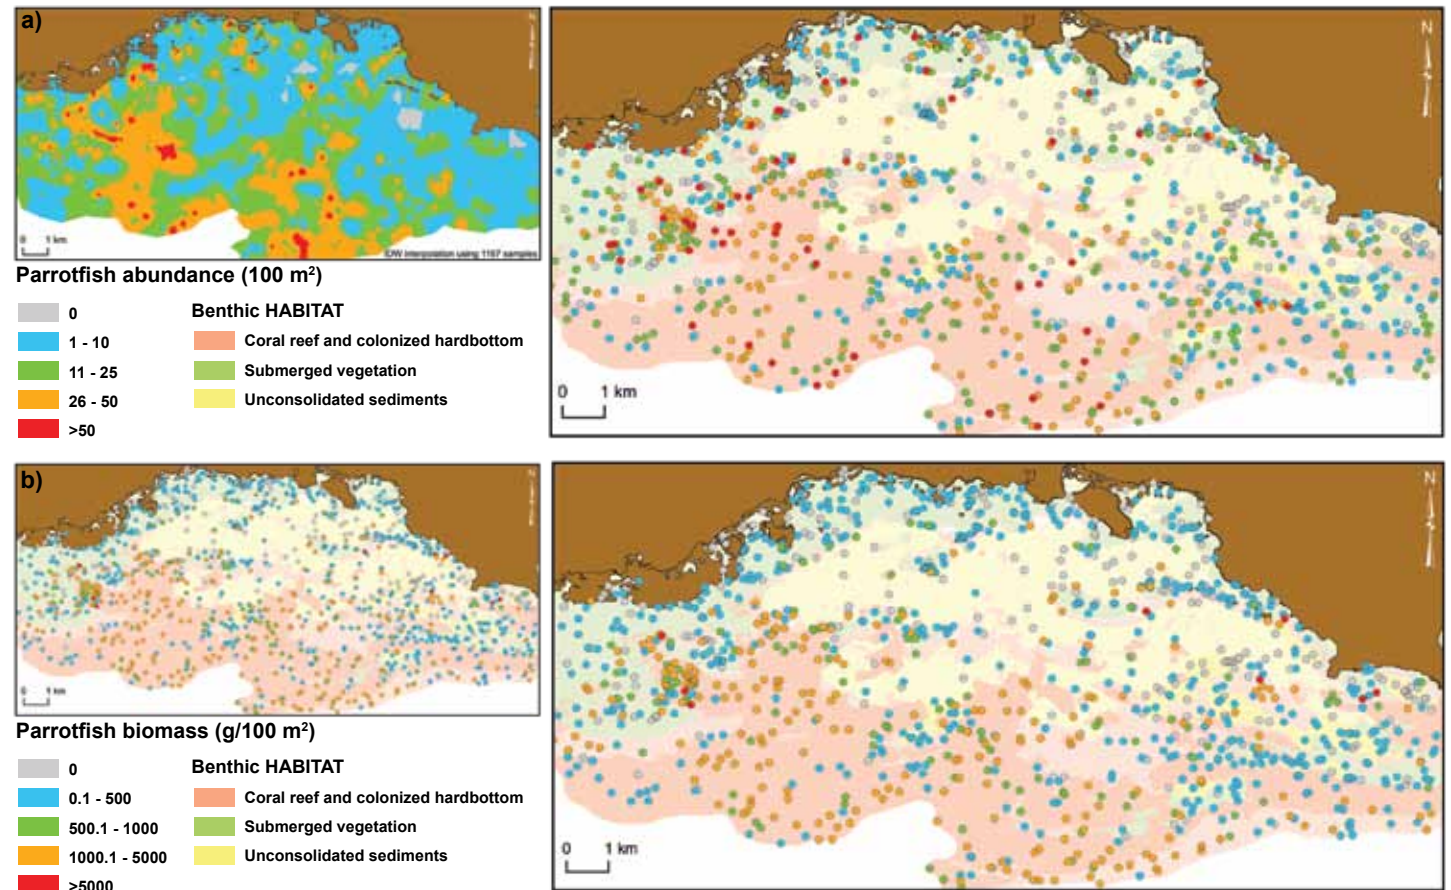 a)
N
0 1 km
IDW interpolation using 1167 samples
Parrotfish abundance (100 m²)
0
1 - 10
11 - 25
26 - 50
>50
Benthic HABITAT
Coral reef and colonized hardbottom
Submerged vegetation
Unconsolidated sediments
N
0 1 km
b)
N
0 1 km
Parrotfish biomass (g/100 m²)
0
0.1 - 500
500.1 - 1000
1000.1 - 5000
>5000
Benthic HABITAT
Coral reef and colonized hardbottom
Submerged vegetation
Unconsolidated sediments
N
0 1 km